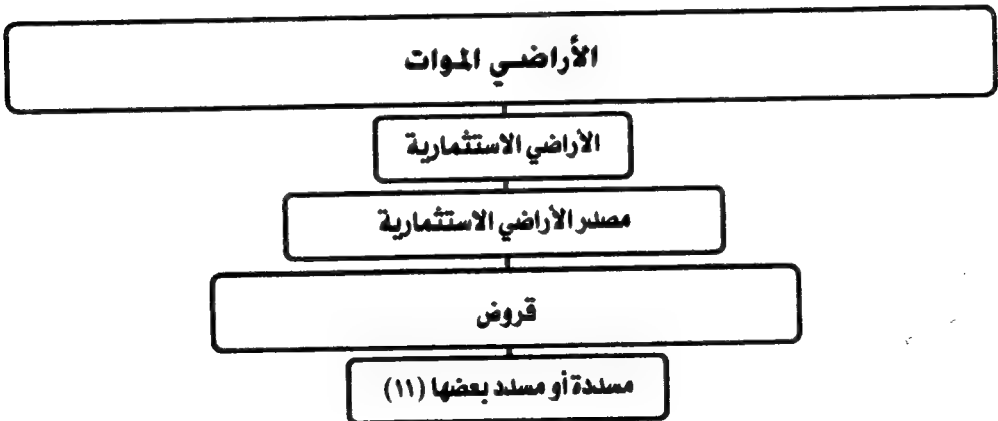 الأراضي الموات
الأراضي الاستثمارية
مصدر الأراضي الاستثمارية
قروض
مسددة أو مسدد بعضها (١١)